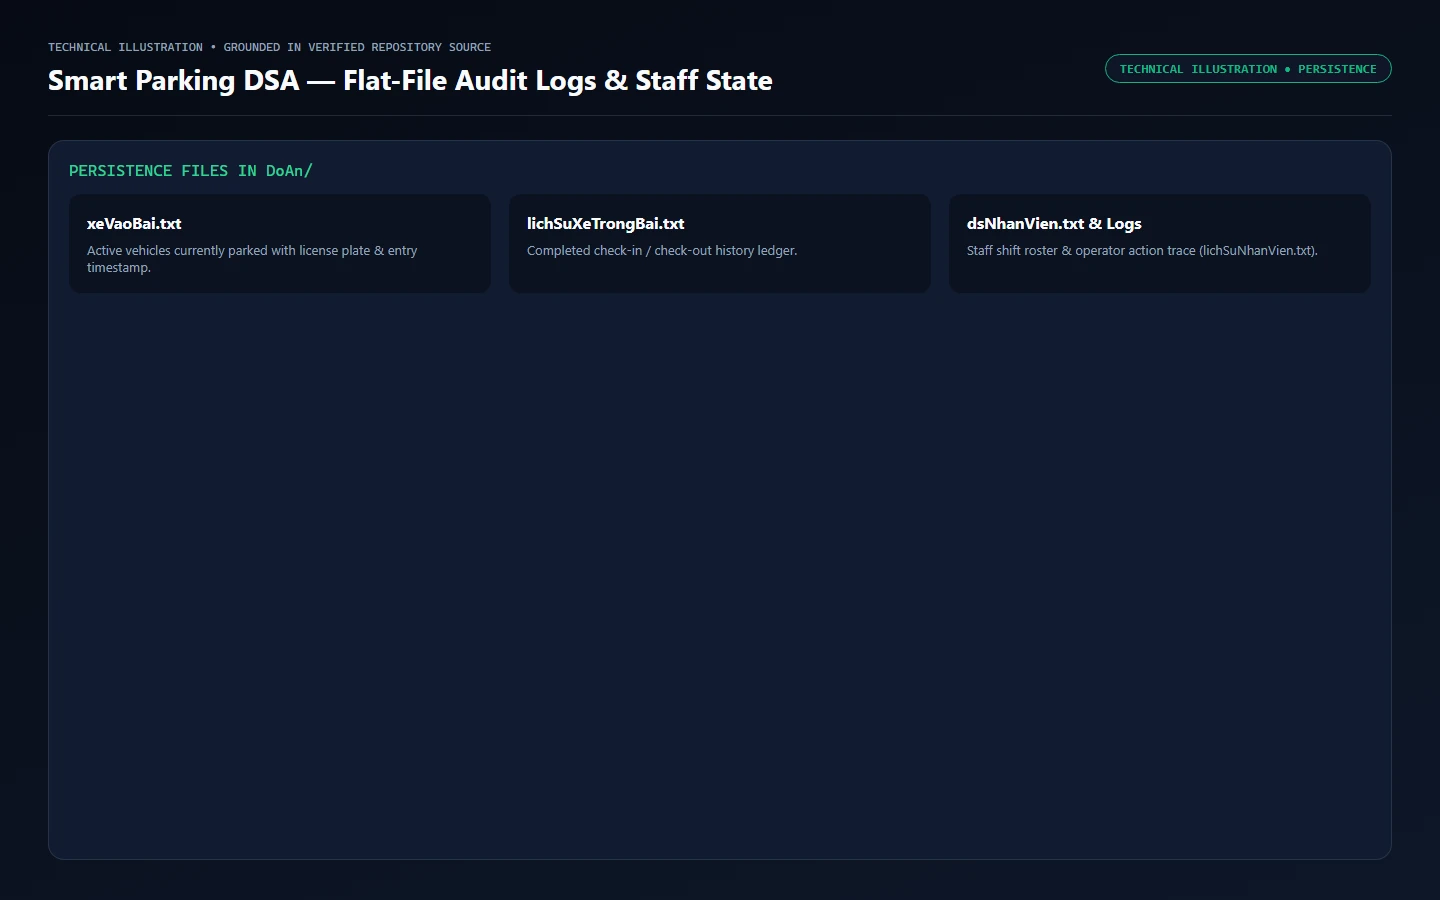 TECHNICAL ILLUSTRATION • GROUNDED IN VERIFIED REPOSITORY SOURCE
Smart Parking DSA — Flat-File Audit Logs & Staff State
TECHNICAL ILLUSTRATION • PERSISTENCE
PERSISTENCE FILES IN DoAn/
xeVaoBai.txt
Active vehicles currently parked with license plate & entry
timestamp.
lichSuXeTrongBai.txt
Completed check-in / check-out history ledger.
dsNhanVien.txt & Logs
Staff shift roster & operator action trace (lichSuNhanVien.txt).